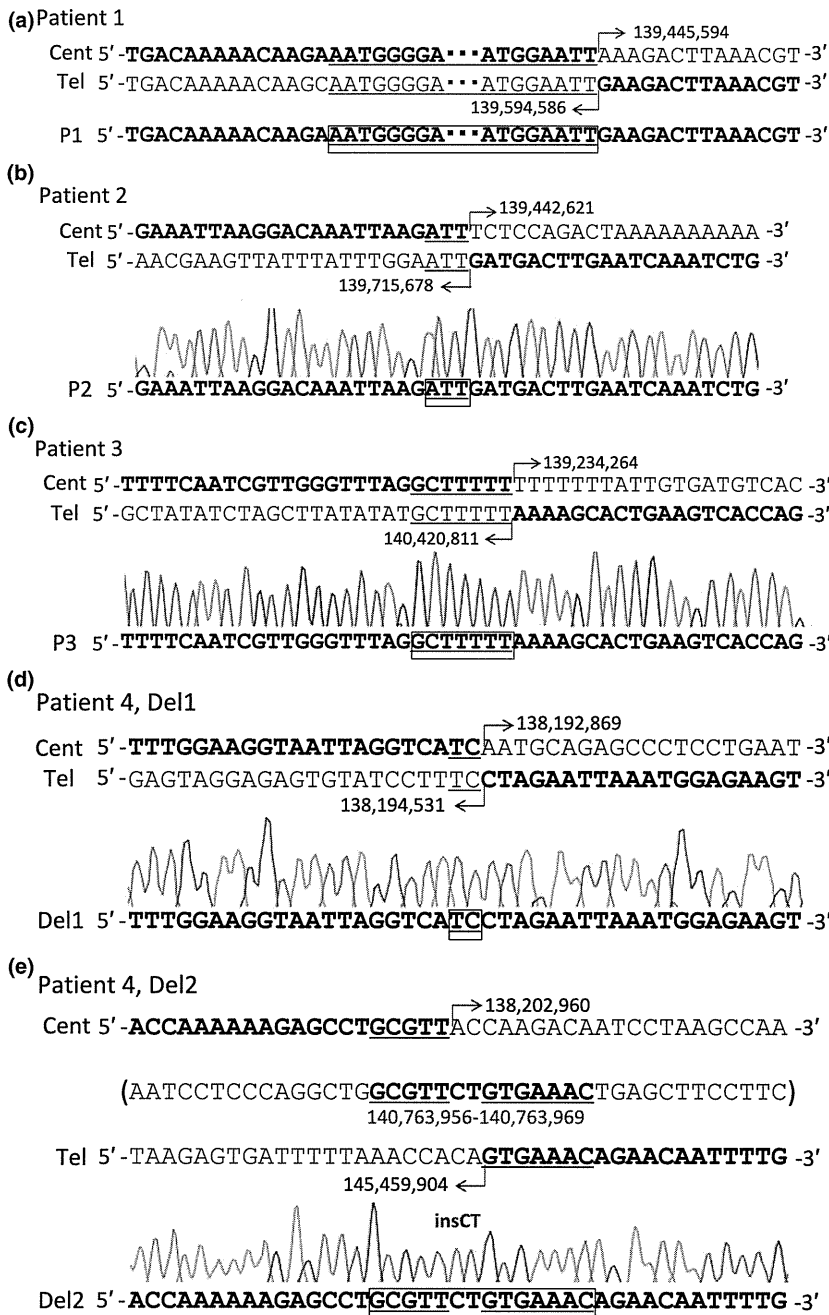 (a) Patient 1
139,445,594
Cent 5′-TGACAAAAACAAGAAATGGGGA···ATGGAATTAAAGACTTAAACGT-3′
Tel 5′-TGACAAAAACAAGCAATGGGGA···ATGGAATTGAAGACTTAAACGT-3′
139,594,586
P1 5′-TGACAAAAACAAGAAATGGGGA···ATGGAATTGAAGACTTAAACGT-3′
(b)
Patient 2
139,442,621
Cent 5′-GAAATTAAGGACAAATTAAGATTTCTCCAGACTAAAAAAAAAA-3′
Tel 5′-AACGAAGTTATTTATTTGGAATTGATGACTTGAATCAAATCTG-3′
139,715,678
P2 5′-GAAATTAAGGACAAATTAAGATTGATGACTTGAATCAAATCTG-3′
(c)
Patient 3
139,234,264
Cent 5′-TTTTCAATCGTTGGGTTTAGGCTTTTTTTTTTTTATTGTGATGTCAC-3′
Tel 5′-GCTATATCTAGCTTATATATGCTTTTTAAAAGCACTGAAGTCACCAG-3′
140,420,811
P3 5′-TTTTCAATCGTTGGGTTTAGGCTTTTTAAAAGCACTGAAGTCACCAG-3′
(d)
Patient 4, Del1
138,192,869
Cent 5′-TTTGGAAGGTAATTAGGTCATCAATGCAGAGCCCTCCTGAAT-3′
Tel 5′-GAGTAGGAGAGTGTATCCTTTCCTAGAATTAAATGGAGAAGT-3′
138,194,531
Del1 5′-TTTGGAAGGTAATTAGGTCATCCTAGAATTAAATGGAGAAGT-3′
(e)
Patient 4, Del2
138,202,960
Cent 5′-ACCAAAAAAGAGCCTGCGTTACCAAGACAATCCTAAGCCAA-3′
(AATCCTCCCAGGCTGGCGTTCTGTGAAACTGAGCTTCCTTC)
140,763,956-140,763,969
Tel 5′-TAAGAGTGATTTTTAAACCACAGTGAAACAGAACAATTTTG-3′
145,459,904
insCT
Del2 5′-ACCAAAAAAGAGCCTGCGTTCTGTGAAACAGAACAATTTTG-3′